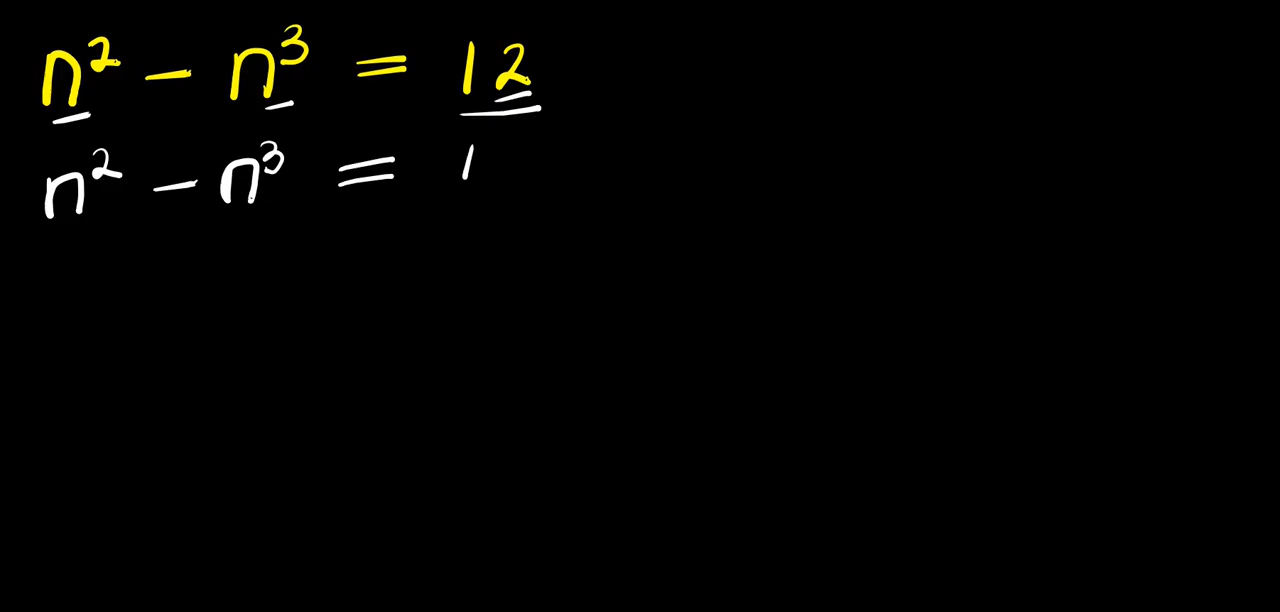 n² − n³ = 12
n² − n³ = 1